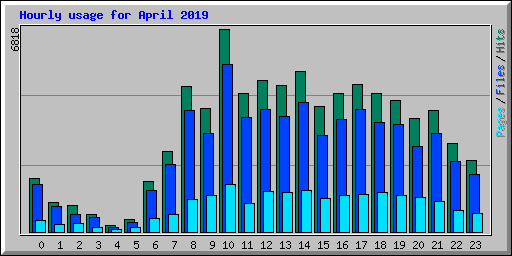 Hourly usage for April 2019
6818
Pages/Files/Hits
0 1 2 3 4 5 6 7 8 9 10 11 12 13 14 15 16 17 18 19 20 21 22 23